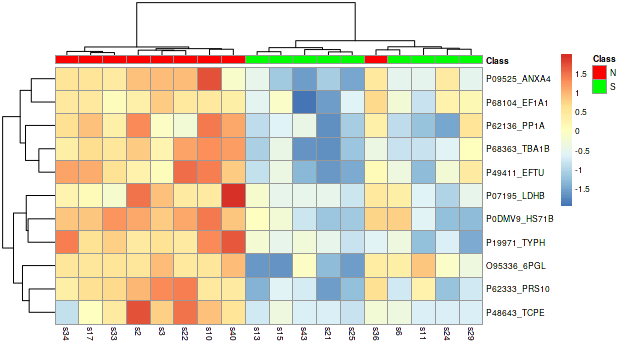 Class
P09525_ANXA4
P68104_EF1A1
P62136_PP1A
P68363_TBA1B
P49411_EFTU
P07195_LDHB
P0DMV9_HS71B
P19971_TYPH
O95336_6PGL
P62333_PRS10
P48643_TCPE
s34 s17 s33 s2 s3 s22 s10 s40 s13 s15 s43 s21 s25 s36 s6 s11 s24 s29
1.5
1
0.5
0
-0.5
-1
-1.5
Class
N
S